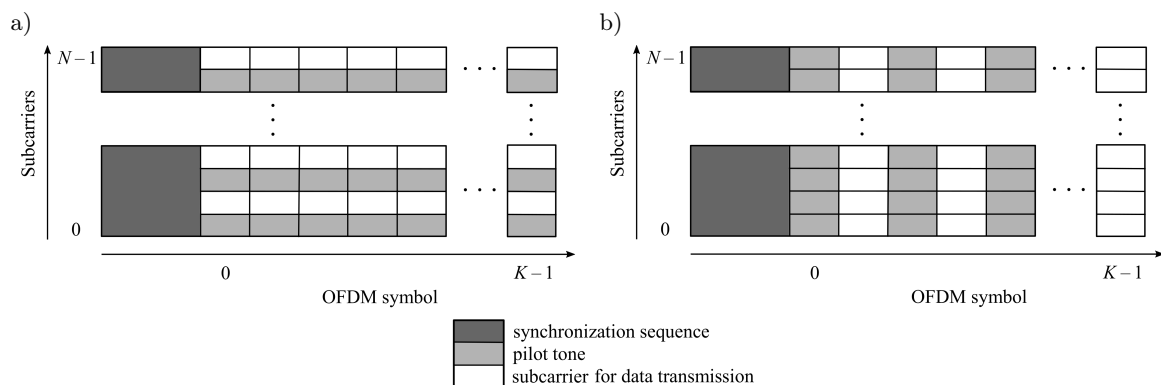 a)
N – 1
Subcarriers
0
0
K – 1
OFDM symbol
b)
N – 1
Subcarriers
0
0
K – 1
OFDM symbol
synchronization sequence
pilot tone
subcarrier for data transmission